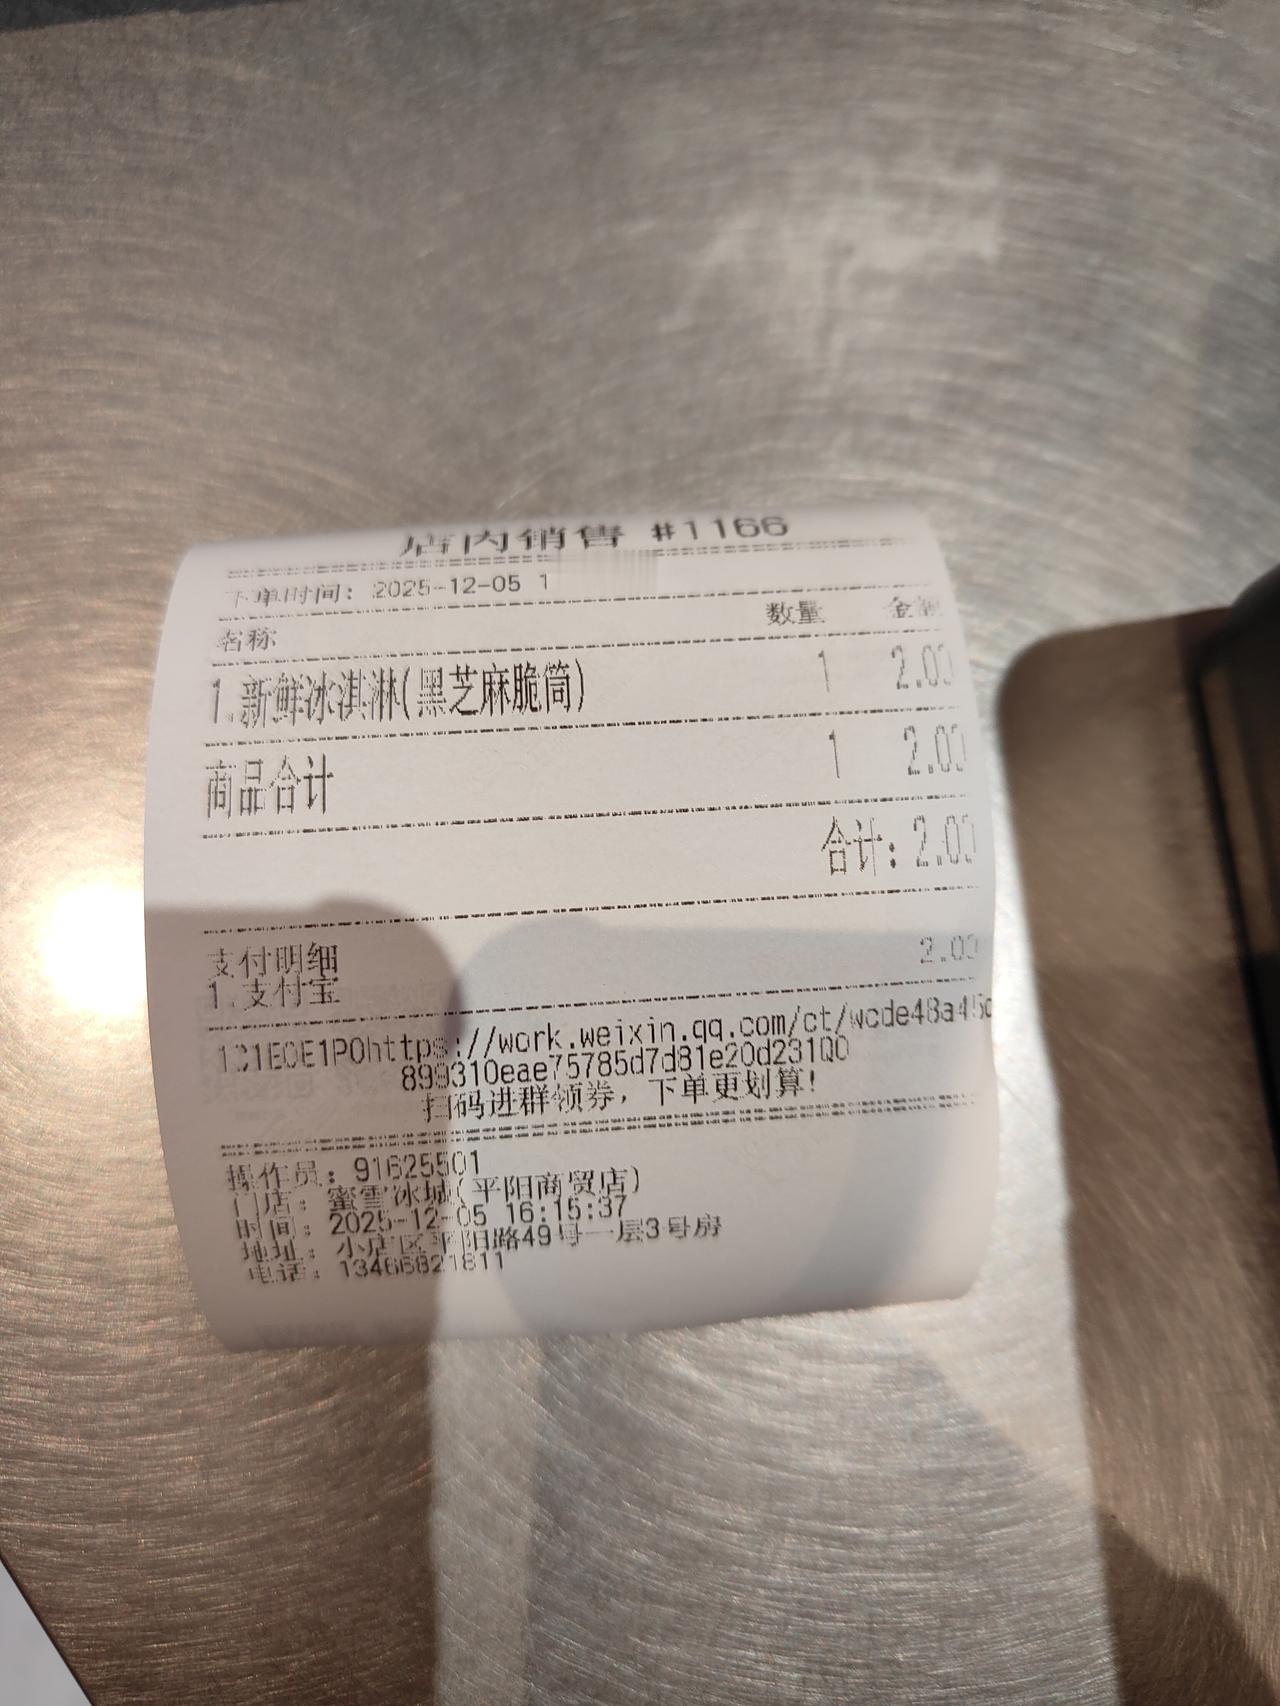 店内销售 #1166
下单时间: 2025-12-05 1
名称 数量 金额
1.新鲜冰淇淋(黑芝麻脆筒) 1 2.00
商品合计 1 2.00
合计: 2.00
支付明细
1.支付宝 2.00
1C1EOE1POhttps://work.weixin.qq.com/ct/wcde48a45c
899310eae75785d7d81e20d231QO
扫码进群领券，下单更划算!
操作员: 91625501
门店: 蜜雪冰城(平阳商贸店)
时间: 2025-12-05 16:15:37
地址: 小店区平阳路49号一层3号房
电话: 13466821811